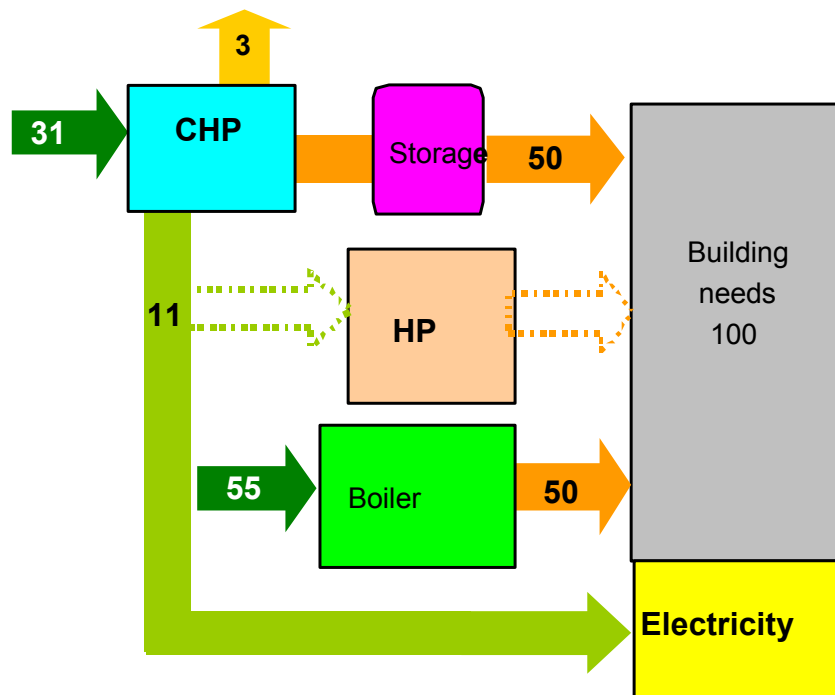 3
31
CHP
Storage
50
Building
needs
100
11
HP
55
Boiler
50
Electricity